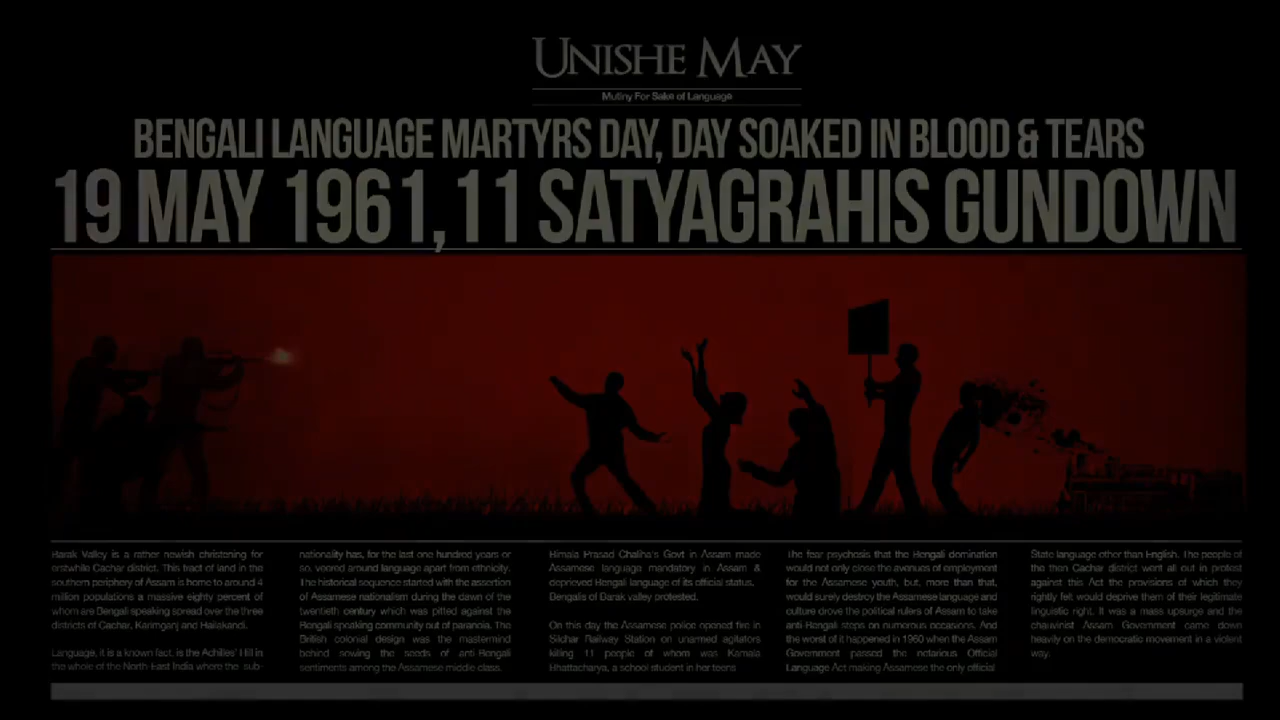 UNISHE MAY
Mutiny For Sake of Language
BENGALI LANGUAGE MARTYRS DAY, DAY SOAKED IN BLOOD & TEARS
19 MAY 1961, 11 SATYAGRAHIS GUNDOWN
Barak Valley is a rather newish christening for
erstwhile Cachar district. This tract of land in the
southern periphery of Assam is home to around 4
million populations a massive eighty percent of
whom are Bengali speaking spread over the three
districts of Cachar, Karimganj and Hailakandi.
Language, it is a known fact, is the Achilles' Hill in
the whole of the North East India where the sub-
nationality has, for the last one hundred years or
so, veered around language apart from ethnicity.
The historical sequence started with the assertion
of Assamese nationalism during the dawn of the
twentieth century which was pitted against the
Bengali speaking community out of paranoia. The
British colonial design was the mastermind
behind sowing the seeds of anti-Bengali
sentiments among the Assamese middle class.
Bimala Prasad Chaliha's Govt in Assam made
Assamese language mandatory in Assam &
deprived Bengali language of its official status.
Bengalis of Barak valley protested.
On this day the Assamese police opened fire in
Silchar Railway Station on unarmed agitators
killing 11 people of whom was Kamala
Bhattacharya, a school student in her teens
The fear psychosis that the Bengali domination
would not only close the avenues of employment
for the Assamese youth, but, more than that,
would surely destroy the Assamese language and
culture drove the political rulers of Assam to take
anti-Bengali steps on numerous occasions. And
the worst of it happened in 1960 when the Assam
Government passed the notorious Official
Language Act making Assamese the only official
State language other than English. The people of
the then Cachar district went all out in protest
against this Act the provisions of which they
rightly felt would deprive them of their legitimate
linguistic right. It was a mass upsurge and the
chauvinist Assam Government came down
heavily on the democratic movement in a violent
way.